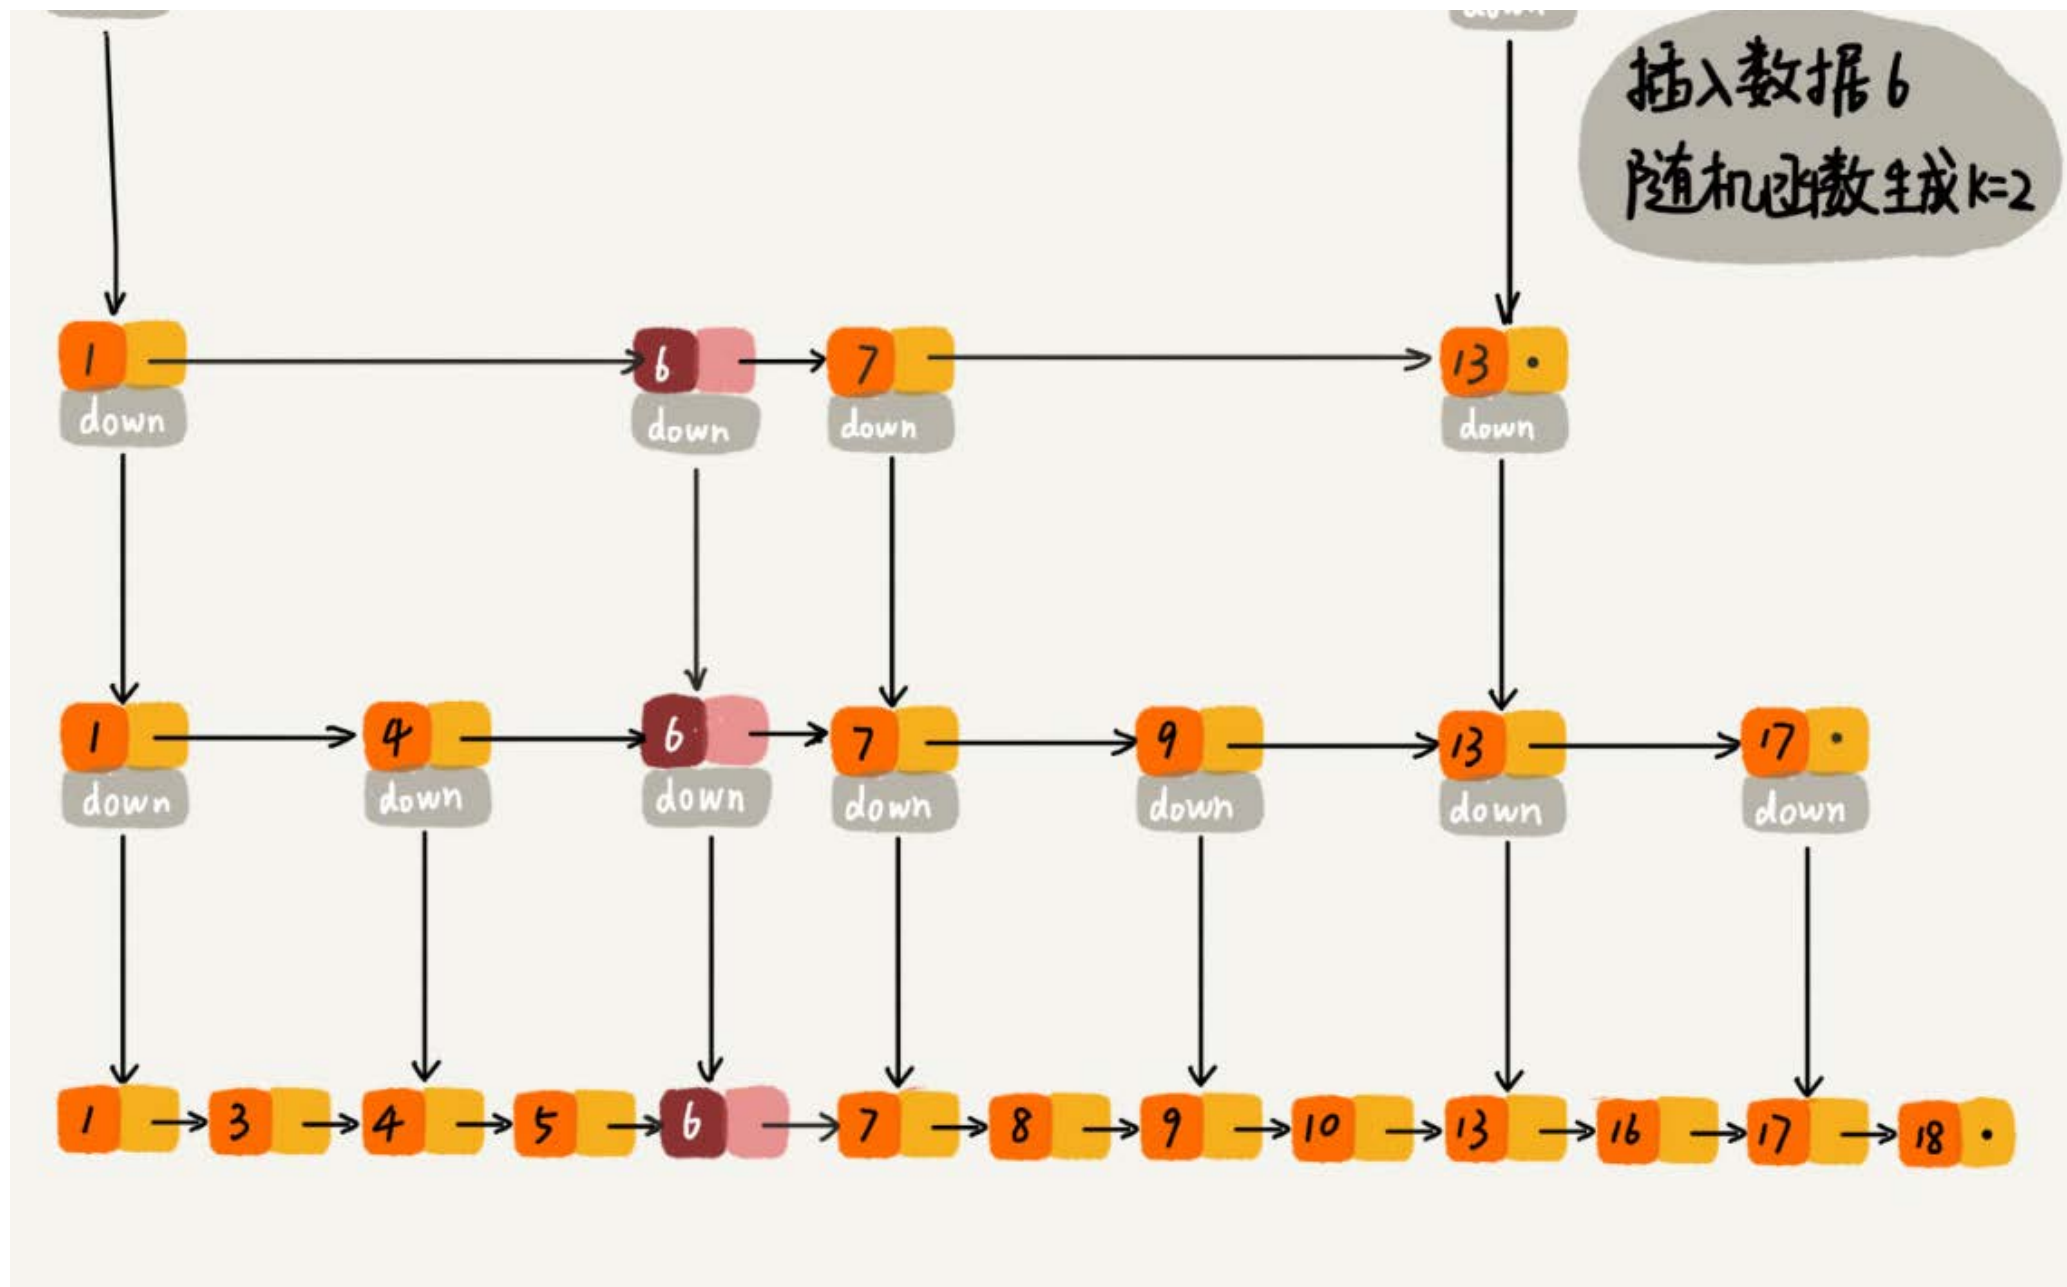 down
插入数据6
随机函数生成k=2
1 6 7 13
down down down down
1 4 6 7 9 13 17
down down down down down down down
1 3 4 5 6 7 8 9 10 13 16 17 18